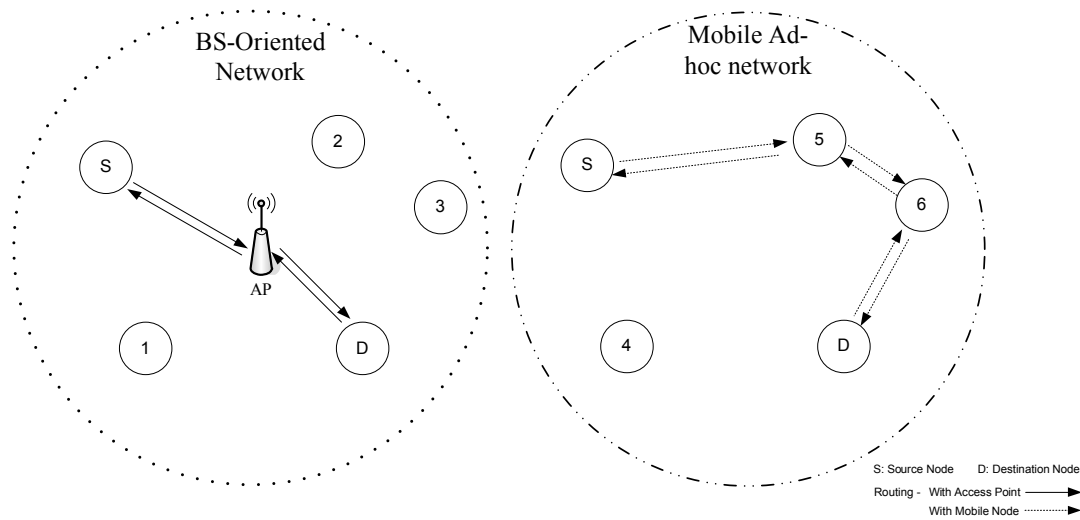 BS-Oriented
Network
S
2
3
AP
1
D
Mobile Ad-
hoc network
S
5
6
4
D
S: Source Node D: Destination Node
Routing - With Access Point
With Mobile Node